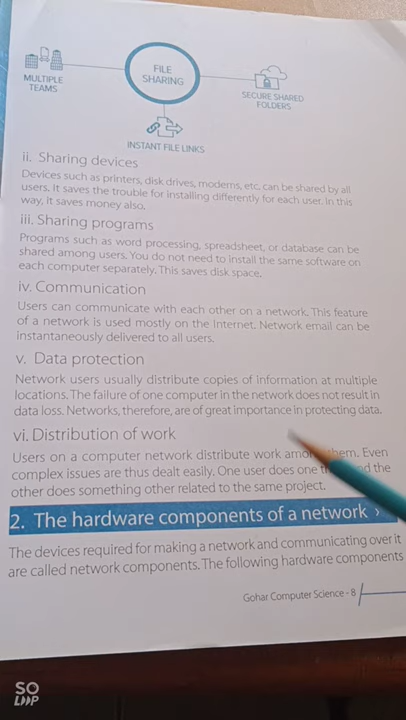 FILE
SHARING
MULTIPLE
TEAMS
SECURE SHARED
FOLDERS
INSTANT FILE LINKS
ii. Sharing devices
Devices such as printers, disk drives, modems, etc, can be shared by all
users. It saves the trouble for installing differently for each user. In this
way, it saves money also.
iii. Sharing programs
Programs such as word processing, spreadsheet, or database can be
shared among users. You do not need to install the same software on
each computer separately. This saves disk space.
iv. Communication
Users can communicate with each other on a network. This feature
of a network is used mostly on the Internet. Network email can be
instantaneously delivered to all users.
v. Data protection
Network users usually distribute copies of information at multiple
locations. The failure of one computer in the network does not result in
data loss. Networks, therefore, are of great importance in protecting data.
vi. Distribution of work
Users on a computer network distribute work among them. Even
complex issues are thus dealt easily. One user does one and the
other does something other related to the same project.
2. The hardware components of a network ›
The devices required for making a network and communicating over it
are called network components. The following hardware components
Gohar Computer Science - 8
SO
LOOP